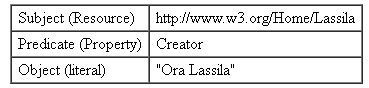 Subject (Resource) http://www.w3.org/Home/Lassila
Predicate (Property) Creator
Object (literal) "Ora Lassila"